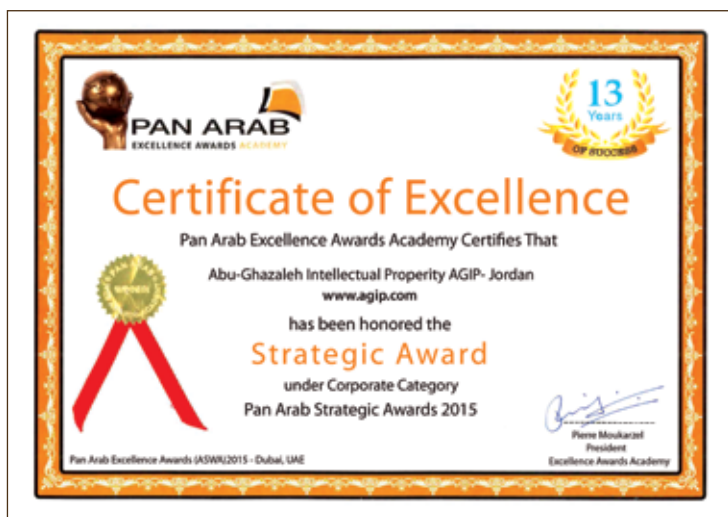 PAN ARAB
EXCELLENCE AWARDS ACADEMY
13
Years
OF SUCCESS
Certificate of Excellence
Pan Arab Excellence Awards Academy Certifies That
Abu-Ghazaleh Intellectual Properity AGIP- Jordan
www.agip.com
WINNER
has been honored the
Strategic Award
under Corporate Category
Pan Arab Strategic Awards 2015
Pierre Moukarzel
President
Excellence Awards Academy
Pan Arab Excellence Awards (ASWA)2015 - Dubai, UAE